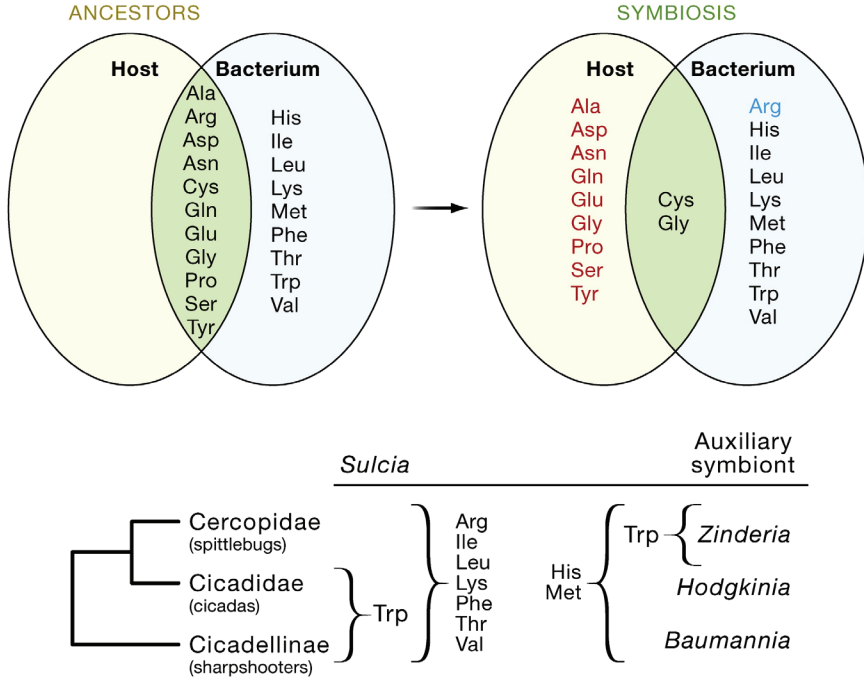 ANCESTORS
Host
Bacterium
Ala
Arg
Asp
Asn
Cys
Gln
Glu
Gly
Pro
Ser
Tyr
His
Ile
Leu
Lys
Met
Phe
Thr
Trp
Val
SYMBIOSIS
Host
Bacterium
Ala
Asp
Asn
Gln
Glu
Gly
Pro
Ser
Tyr
Cys
Gly
Arg
His
Ile
Leu
Lys
Met
Phe
Thr
Trp
Val
Sulcia
Auxiliary
symbiont
Cercopidae
(spittlebugs)
Cicadidae
(cicadas)
Cicadellinae
(sharpshooters)
Trp
Arg
Ile
Leu
Lys
Phe
Thr
Val
His
Met
Trp
Zinderia
Hodgkinia
Baumannia